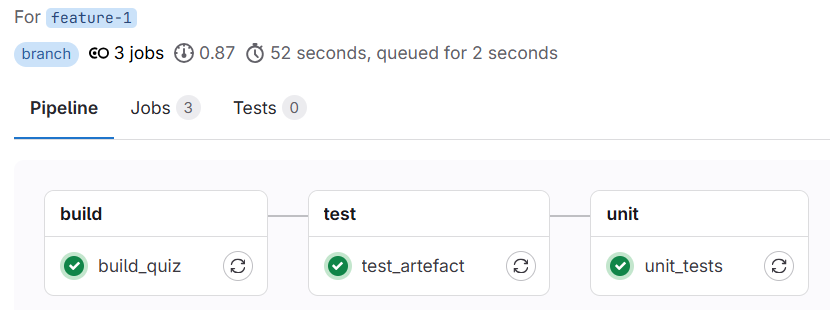 For feature-1
branch 3 jobs 0.87 52 seconds, queued for 2 seconds
Pipeline Jobs 3 Tests 0
build test unit
build_quiz test_artefact unit_tests